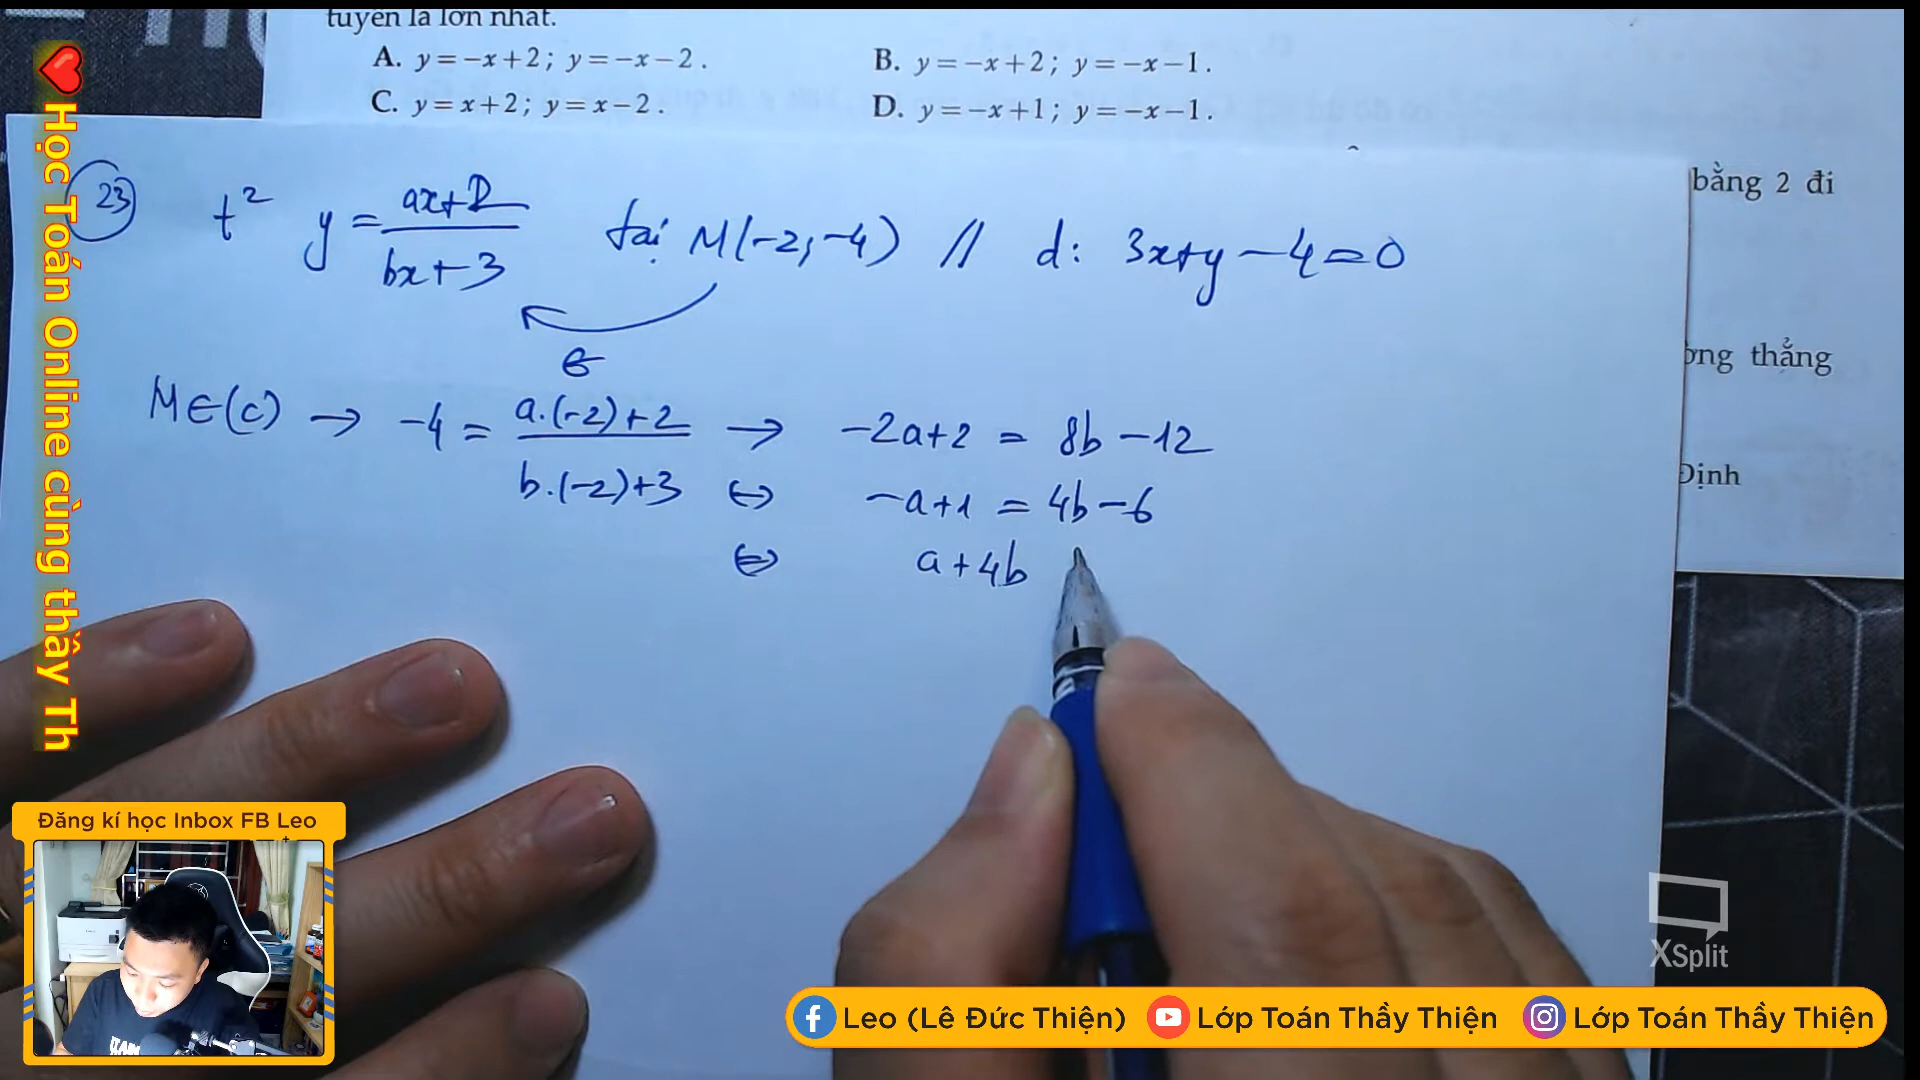 tuyến là lớn nhất.
A. y=−x+2; y=−x−2.
B. y=−x+2; y=−x−1.
C. y=x+2; y=x−2.
D. y=−x+1; y=−x−1.
bằng 2 đi
ờng thẳng
Định
23 t² y = (ax+2)/(bx+3) tại M(-2,-4) // d: 3x+y-4=0
M∈(C) → -4 = (a.(-2)+2)/(b.(-2)+3) → -2a+2 = 8b-12
⇔ -a+1 = 4b-6
⇔ a+4b
Học Toán Online cùng thầy Th
Đăng kí học Inbox FB Leo
XSplit
Leo (Lê Đức Thiện) Lớp Toán Thầy Thiện Lớp Toán Thầy Thiện